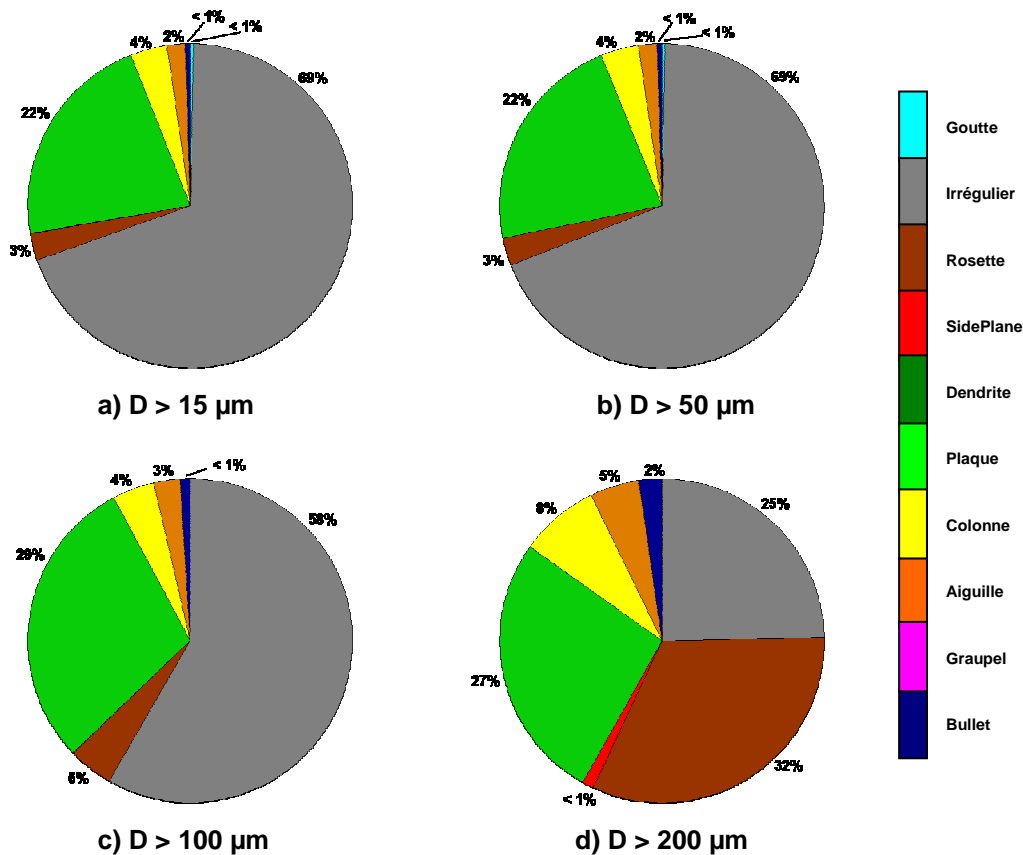 < 1%
< 1%
2%
4%
69%
22%
3%
a) D > 15 µm
< 1%
< 1%
2%
4%
69%
22%
3%
b) D > 50 µm
< 1%
3%
4%
58%
29%
5%
c) D > 100 µm
2%
5%
8%
25%
27%
32%
< 1%
d) D > 200 µm
Goutte
Irrégulier
Rosette
SidePlane
Dendrite
Plaque
Colonne
Aiguille
Graupel
Bullet